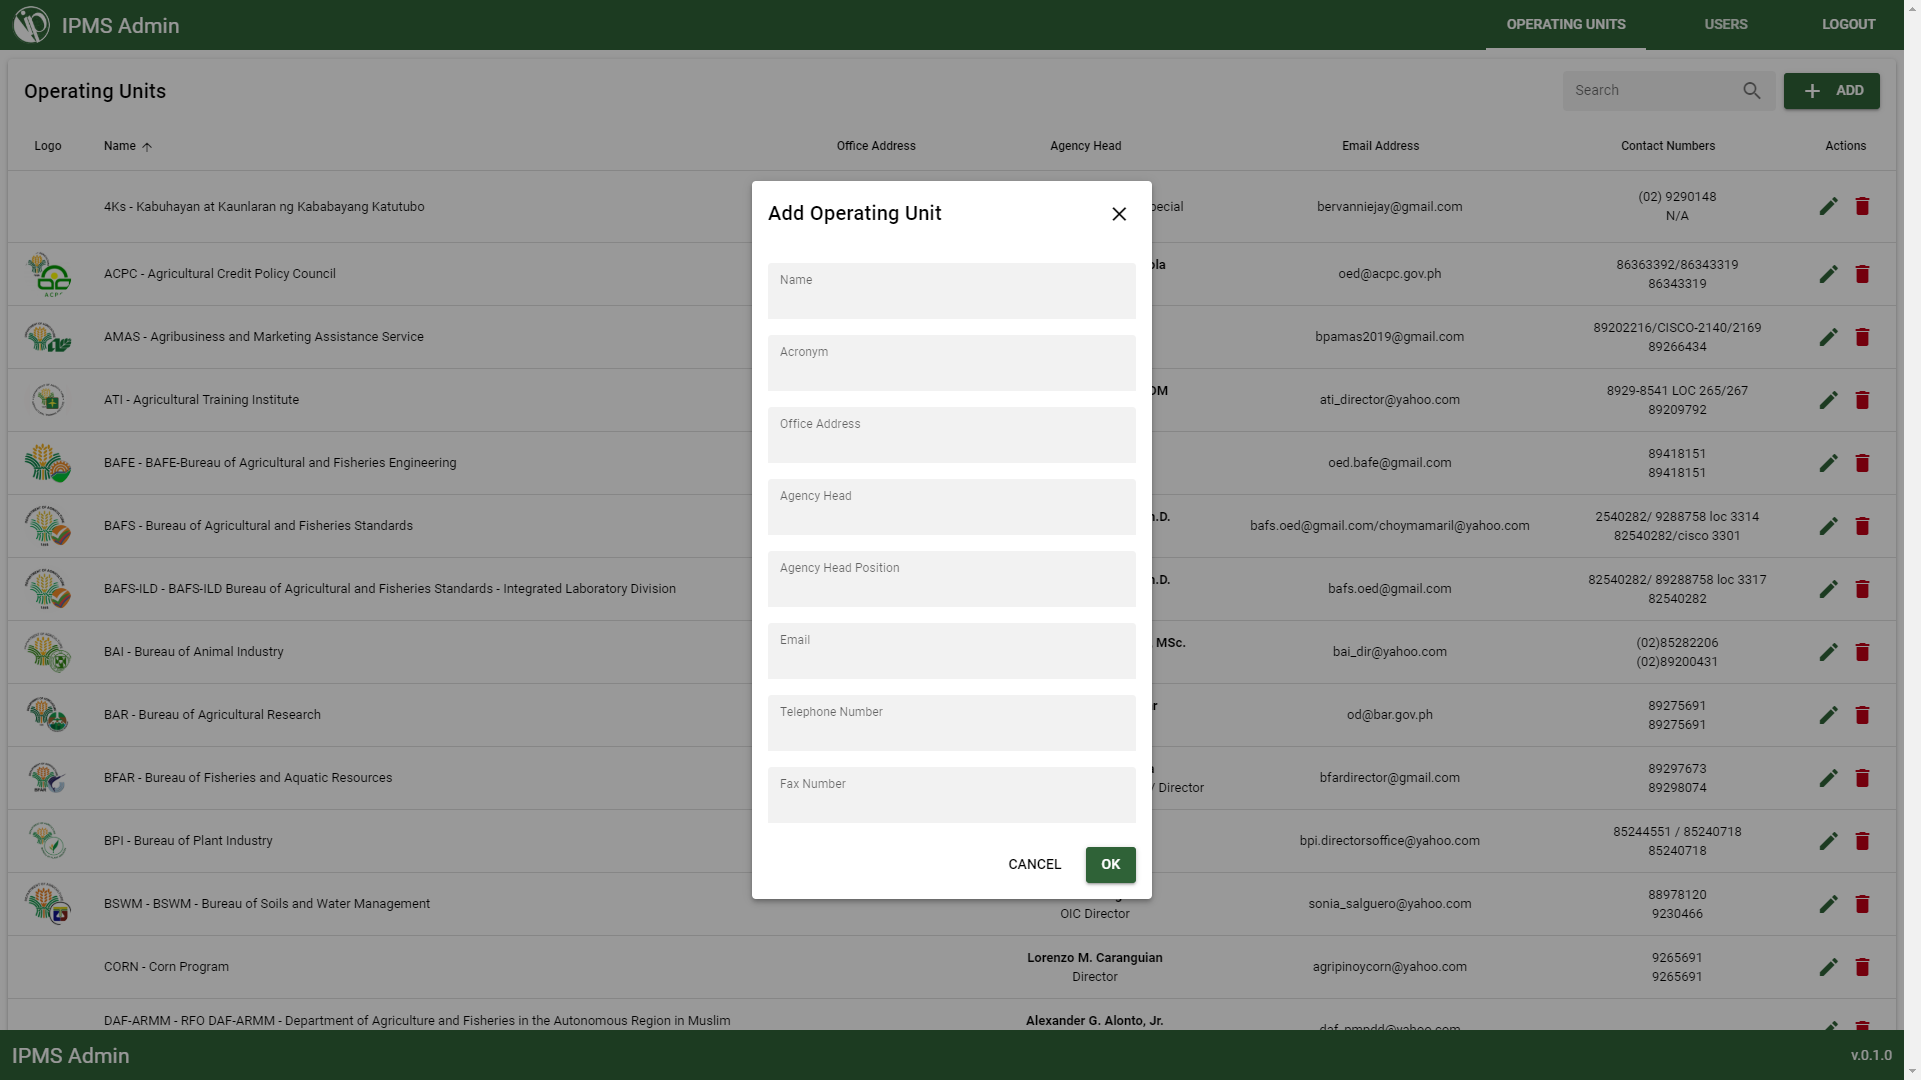 IPMS Admin
OPERATING UNITS
USERS
LOGOUT
Operating Units
Search
ADD
Logo
Name
Office Address
Agency Head
Email Address
Contact Numbers
Actions
4Ks - Kabuhayan at Kaunlaran ng Kababayang Katutubo
bervanniejay@gmail.com
(02) 9290148
N/A
ACPC - Agricultural Credit Policy Council
oed@acpc.gov.ph
86363392/86343319
86343319
AMAS - Agribusiness and Marketing Assistance Service
bpamas2019@gmail.com
89202216/CISCO-2140/2169
89266434
ATI - Agricultural Training Institute
ati_director@yahoo.com
8929-8541 LOC 265/267
89209792
BAFE - BAFE-Bureau of Agricultural and Fisheries Engineering
oed.bafe@gmail.com
89418151
89418151
BAFS - Bureau of Agricultural and Fisheries Standards
bafs.oed@gmail.com/choymamaril@yahoo.com
2540282/ 9288758 loc 3314
82540282/cisco 3301
BAFS-ILD - BAFS-ILD Bureau of Agricultural and Fisheries Standards - Integrated Laboratory Division
bafs.oed@gmail.com
82540282/ 89288758 loc 3317
82540282
BAI - Bureau of Animal Industry
MSc.
bai_dir@yahoo.com
(02)85282206
(02)89200431
BAR - Bureau of Agricultural Research
od@bar.gov.ph
89275691
89275691
BFAR - Bureau of Fisheries and Aquatic Resources
/ Director
bfardirector@gmail.com
89297673
89298074
BPI - Bureau of Plant Industry
bpi.directorsoffice@yahoo.com
85244551 / 85240718
85240718
BSWM - BSWM - Bureau of Soils and Water Management
OIC Director
sonia_salguero@yahoo.com
88978120
9230466
CORN - Corn Program
Lorenzo M. Caranguian
Director
agripinoycorn@yahoo.com
9265691
9265691
DAF-ARMM - RFO DAF-ARMM - Department of Agriculture and Fisheries in the Autonomous Region in Muslim
Alexander G. Alonto, Jr.
Add Operating Unit
Name
Acronym
Office Address
Agency Head
Agency Head Position
Email
Telephone Number
Fax Number
CANCEL
OK
IPMS Admin
v.0.1.0